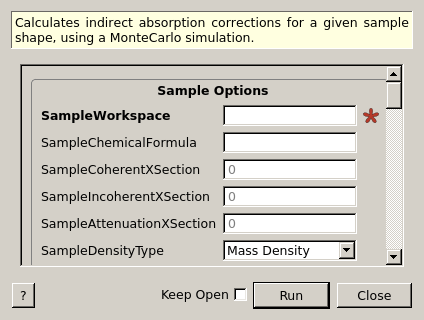 Calculates indirect absorption corrections for a given sample
shape, using a MonteCarlo simulation.
Sample Options
SampleWorkspace
SampleChemicalFormula
SampleCoherentXSection 0
SampleIncoherentXSection 0
SampleAttenuationXSection 0
SampleDensityType Mass Density
? Keep Open Run Close